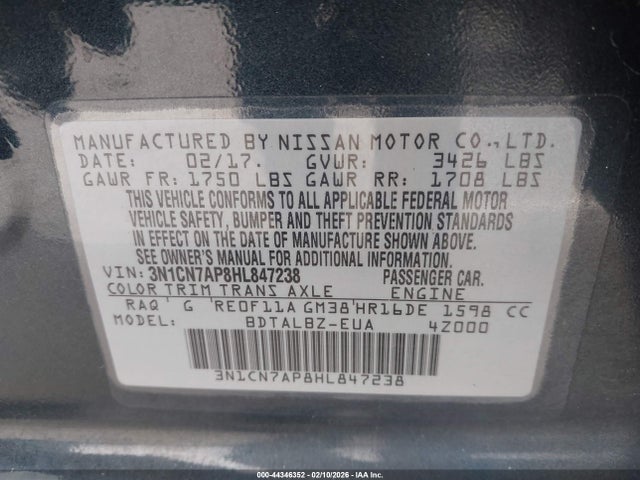 MANUFACTURED BY NISSAN MOTOR CO., LTD.
DATE: 02/17. GVWR: 3426 LBS
GAWR FR: 1750 LBS GAWR RR: 1708 LBS
THIS VEHICLE CONFORMS TO ALL APPLICABLE FEDERAL MOTOR
VEHICLE SAFETY, BUMPER AND THEFT PREVENTION STANDARDS
IN EFFECT ON THE DATE OF MANUFACTURE SHOWN ABOVE.
SEE OWNER'S MANUAL FOR ADDITIONAL INFORMATION.
VIN: 3N1CN7AP8HL847238 PASSENGER CAR.
COLOR TRIM TRANS AXLE ENGINE
RAQ G RE0F11A GM38 HR16DE 1598 CC
MODEL: BDTALBZ-EUA 4Z000
3N1CN7AP8HL847238
000-44346352 - 02/10/2026 - IAA Inc.